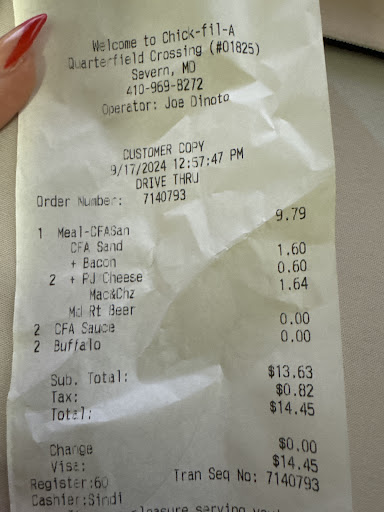 Welcome to Chick-fil-A
Quarterfield Crossing (#01825)
Severn, MD
410-969-8272
Operator: Joe Dinoto
CUSTOMER COPY
9/17/2024 12:57:47 PM
DRIVE THRU
Order Number: 7140793
1 Meal-CFASan 9.79
CFA Sand
+ Bacon 1.60
2 + PJ Cheese 0.60
Mac&Chz 1.64
Md Rt Beer
2 CFA Sauce 0.00
2 Buffalo 0.00
Sub. Total: $13.63
Tax: $0.82
Total: $14.45
Change $0.00
Visa: $14.45
Register:60 Tran Seq No: 7140793
Cashier:Sindi
pleasure serving